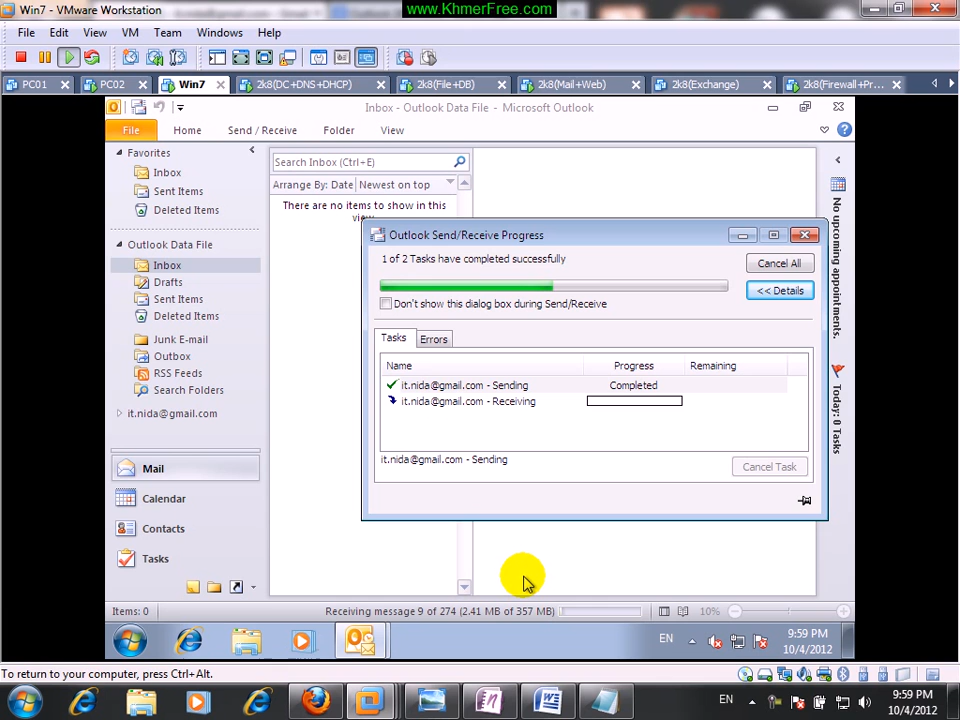 Win7 - VMware Workstation
www.KhmerFree.com
File Edit View VM Team Windows Help
PC01 PC02 Win7 2k8(DC+DNS+DHCP) 2k8(File+DB) 2k8(Mail+Web) 2k8(Exchange) 2k8(Firewall+Pr...
Inbox - Outlook Data File - Microsoft Outlook
File Home Send / Receive Folder View
Favorites
Inbox
Sent Items
Deleted Items
Outlook Data File
Inbox
Drafts
Sent Items
Deleted Items
Junk E-mail
Outbox
RSS Feeds
Search Folders
it.nida@gmail.com
Mail
Calendar
Contacts
Tasks
Search Inbox (Ctrl+E)
Arrange By: Date Newest on top
There are no items to show in this
view.
Outlook Send/Receive Progress
1 of 2 Tasks have completed successfully
Cancel All
<< Details
Don't show this dialog box during Send/Receive
Tasks Errors
Name Progress Remaining
it.nida@gmail.com - Sending Completed
it.nida@gmail.com - Receiving
it.nida@gmail.com - Sending
Cancel Task
No upcoming appointments.
Today: 0 Tasks
Items: 0 Receiving message 9 of 274 (2.41 MB of 357 MB) 10%
EN 9:59 PM
10/4/2012
To return to your computer, press Ctrl+Alt.
EN 9:59 PM
10/4/2012